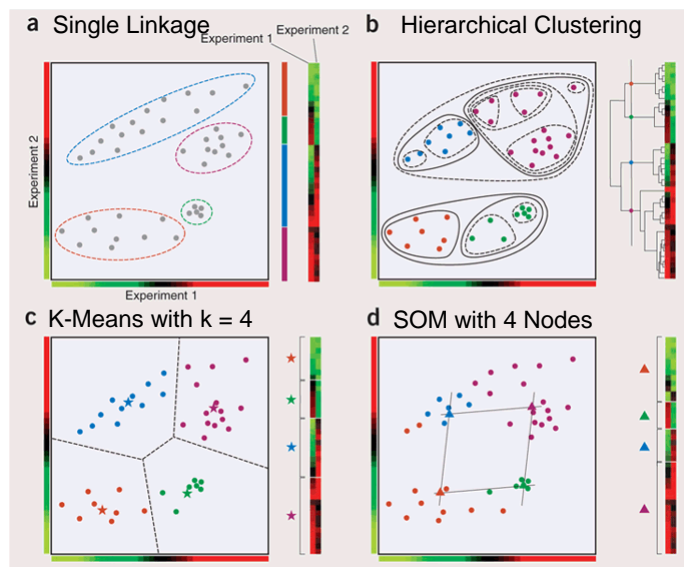 a Single Linkage
Experiment 1
Experiment 2
Experiment 2
Experiment 1
b Hierarchical Clustering
c K-Means with k = 4
d SOM with 4 Nodes